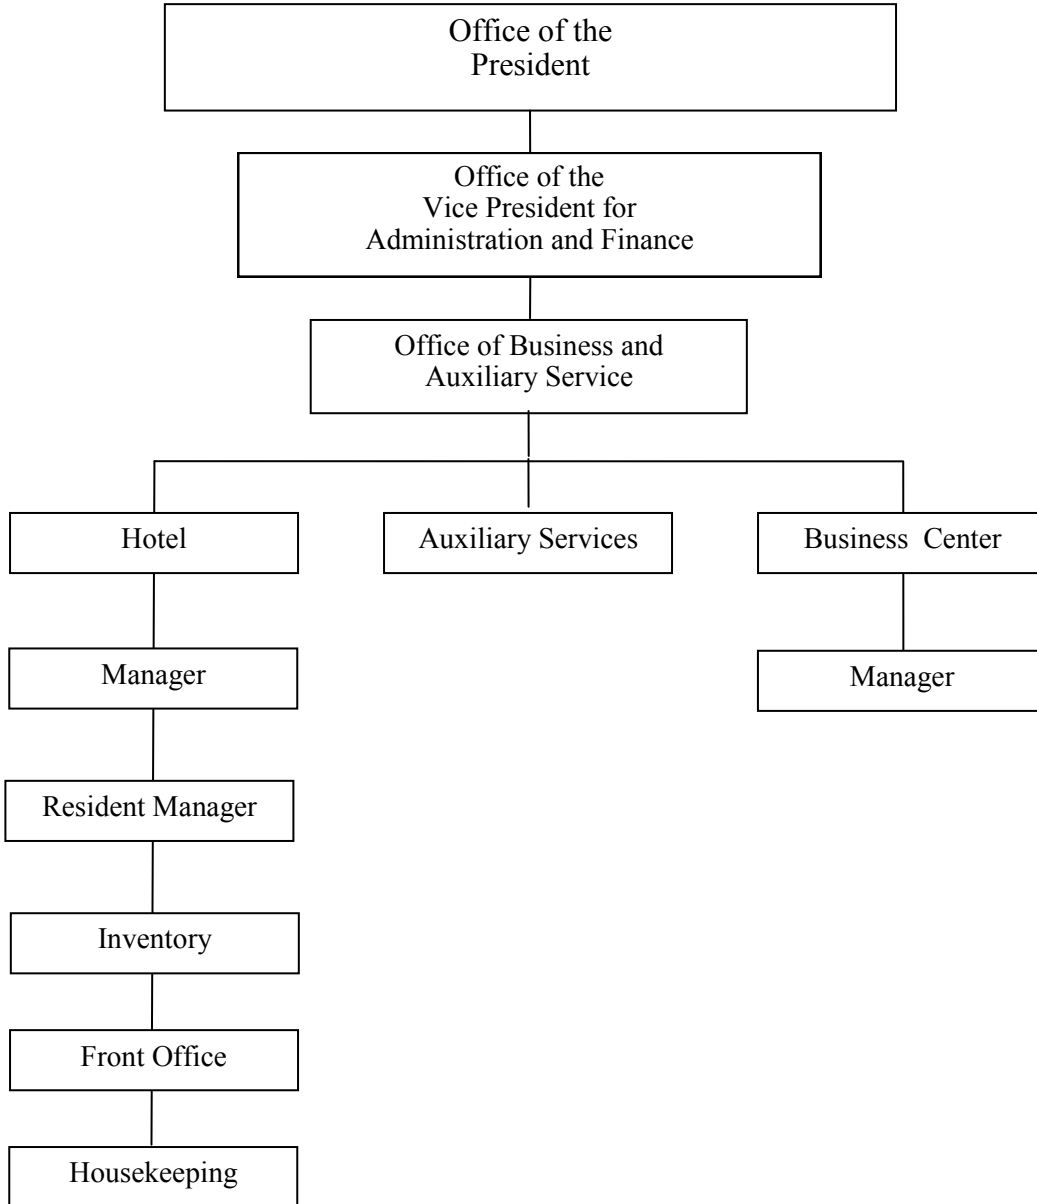 Office of the
President
Office of the
Vice President for
Administration and Finance
Office of Business and
Auxiliary Service
Hotel
Auxiliary Services
Business Center
Manager
Manager
Resident Manager
Inventory
Front Office
Housekeeping